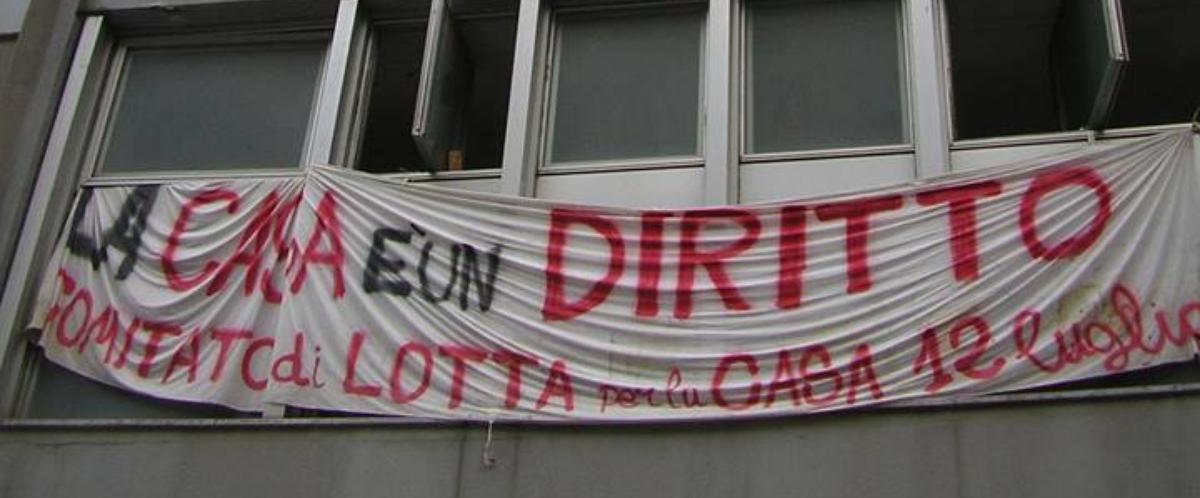 LA CASA È UN DIRITTO
COMITATO di LOTTA per la CASA 12 luglio